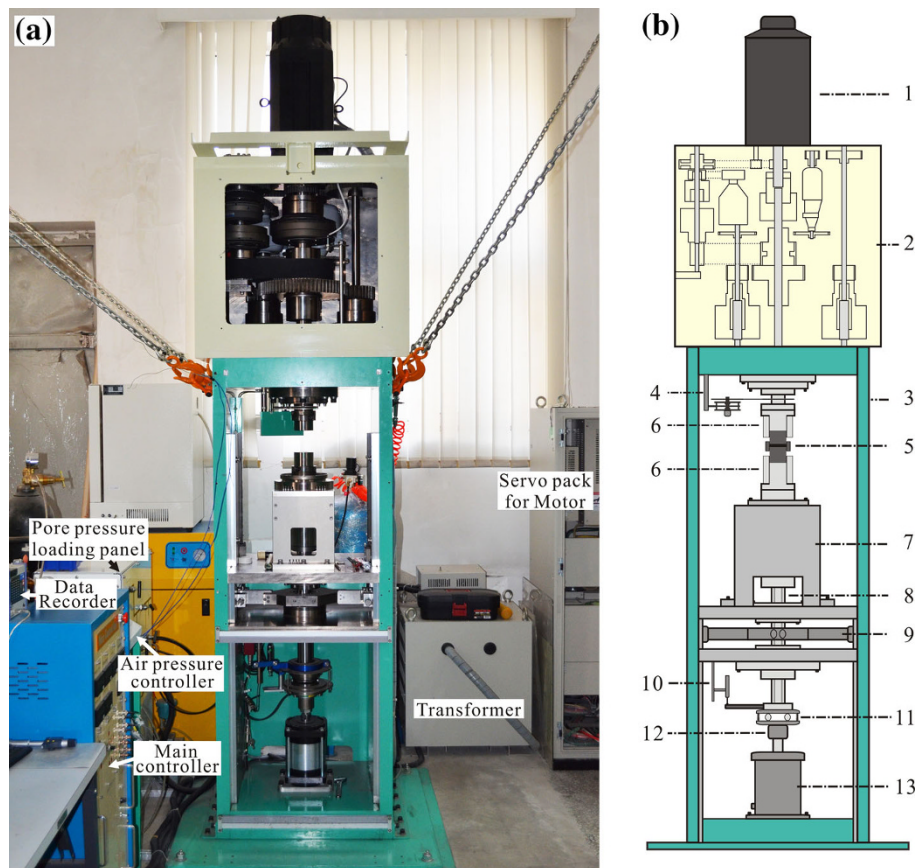 (a)
Servo pack
for Motor
Pore pressure
loading panel
Data
Recorder
Air pressure
controller
Transformer
Main
controller
(b)
1
2
4
3
6
5
6
7
8
9
10
11
12
13